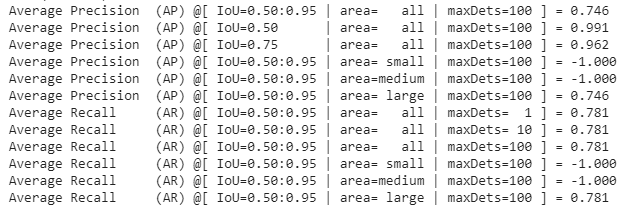 Average Precision  (AP) @[ IoU=0.50:0.95 | area=   all | maxDets=100 ] = 0.746
Average Precision  (AP) @[ IoU=0.50      | area=   all | maxDets=100 ] = 0.991
Average Precision  (AP) @[ IoU=0.75      | area=   all | maxDets=100 ] = 0.962
Average Precision  (AP) @[ IoU=0.50:0.95 | area= small | maxDets=100 ] = -1.000
Average Precision  (AP) @[ IoU=0.50:0.95 | area=medium | maxDets=100 ] = -1.000
Average Precision  (AP) @[ IoU=0.50:0.95 | area= large | maxDets=100 ] = 0.746
Average Recall     (AR) @[ IoU=0.50:0.95 | area=   all | maxDets=  1 ] = 0.781
Average Recall     (AR) @[ IoU=0.50:0.95 | area=   all | maxDets= 10 ] = 0.781
Average Recall     (AR) @[ IoU=0.50:0.95 | area=   all | maxDets=100 ] = 0.781
Average Recall     (AR) @[ IoU=0.50:0.95 | area= small | maxDets=100 ] = -1.000
Average Recall     (AR) @[ IoU=0.50:0.95 | area=medium | maxDets=100 ] = -1.000
Average Recall     (AR) @[ IoU=0.50:0.95 | area= large | maxDets=100 ] = 0.781